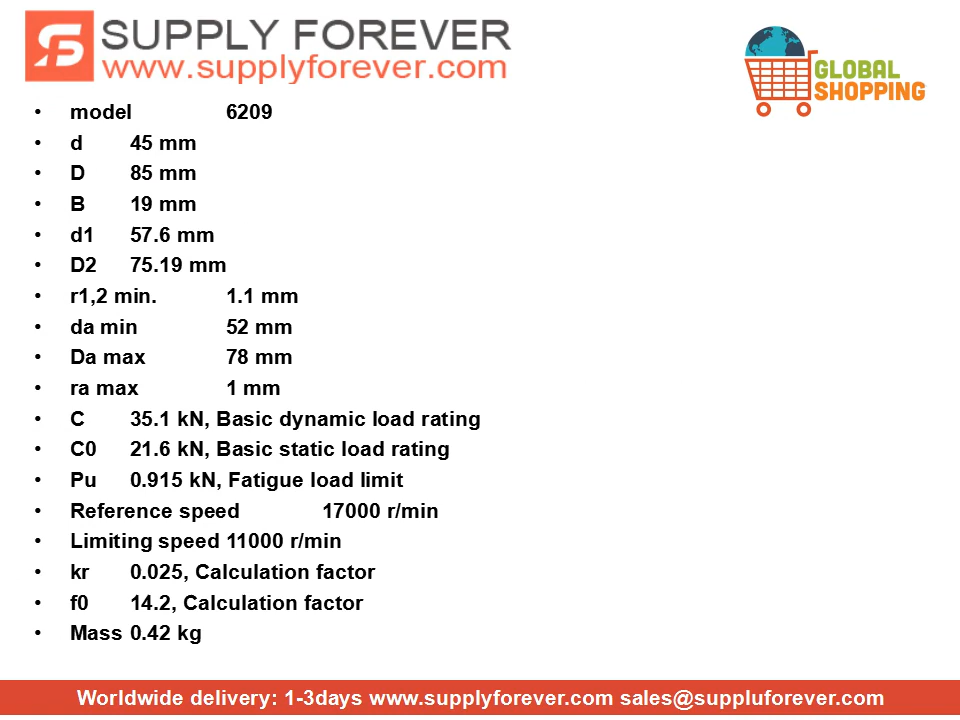 SUPPLY FOREVER
www.supplyforever.com
GLOBAL
SHOPPING
• model 6209
• d 45 mm
• D 85 mm
• B 19 mm
• d1 57.6 mm
• D2 75.19 mm
• r1,2 min. 1.1 mm
• da min 52 mm
• Da max 78 mm
• ra max 1 mm
• C 35.1 kN, Basic dynamic load rating
• C0 21.6 kN, Basic static load rating
• Pu 0.915 kN, Fatigue load limit
• Reference speed 17000 r/min
• Limiting speed 11000 r/min
• kr 0.025, Calculation factor
• f0 14.2, Calculation factor
• Mass 0.42 kg
Worldwide delivery: 1-3days www.supplyforever.com sales@suppluforever.com